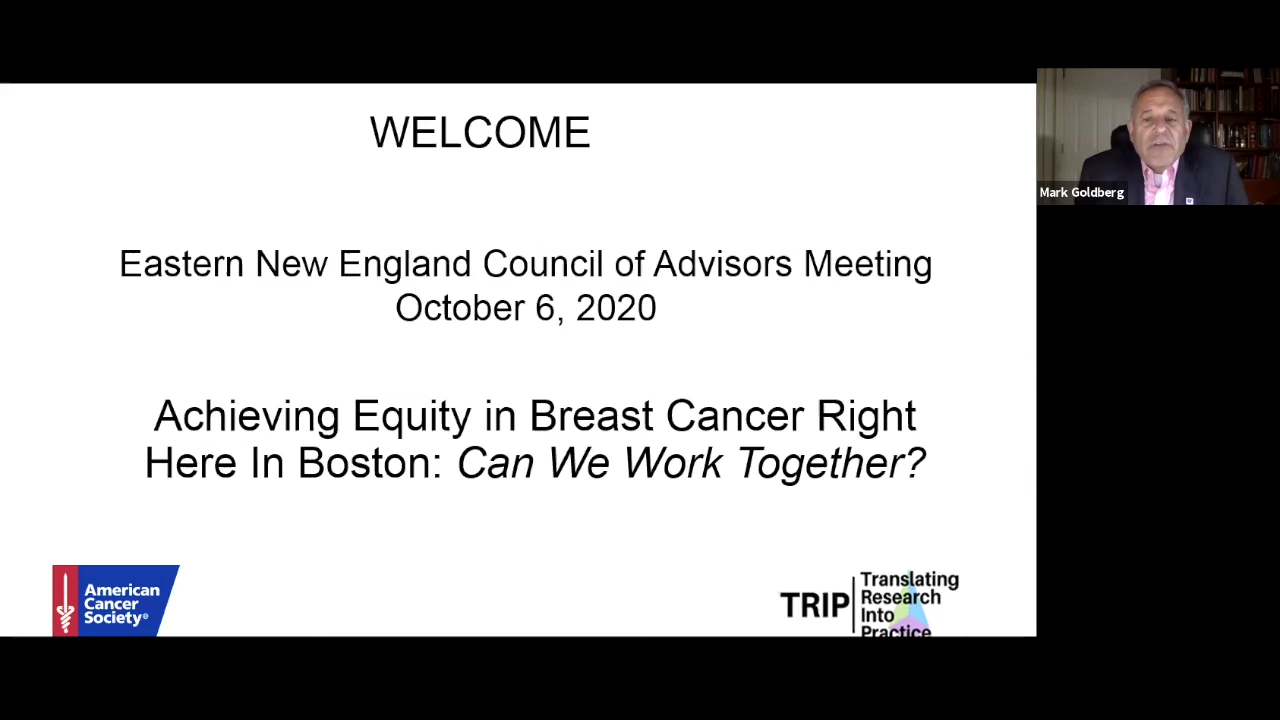 WELCOME
Eastern New England Council of Advisors Meeting
October 6, 2020
Achieving Equity in Breast Cancer Right
Here In Boston: Can We Work Together?
American
Cancer
Society®
TRIP
Translating
Research
Into
Practice
Mark Goldberg